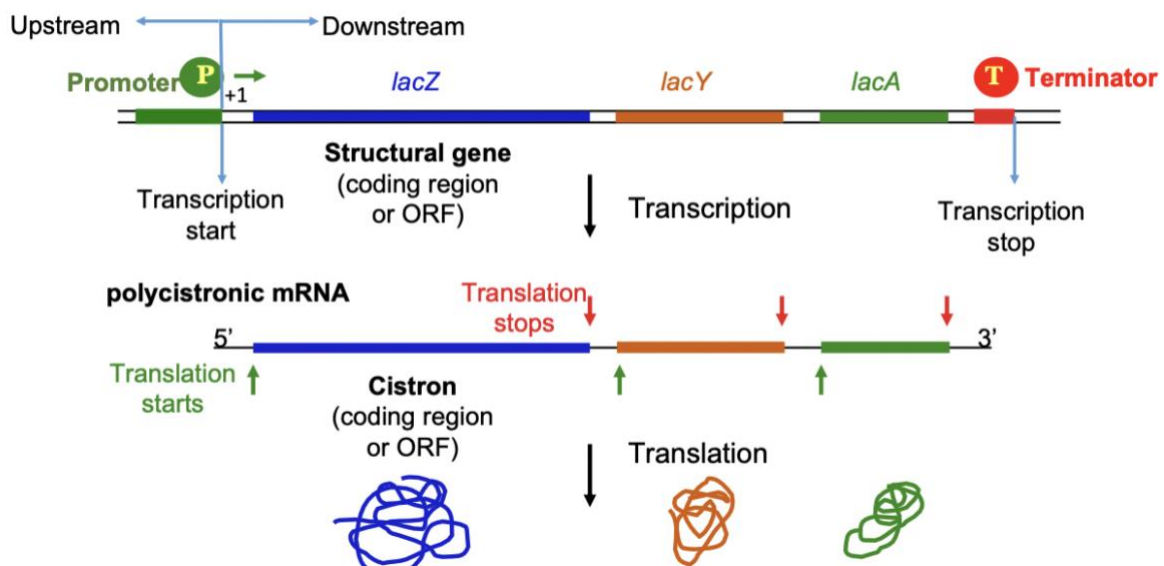 Upstream
Downstream
Promoter
P
+1
lacZ
lacY
lacA
T
Terminator
Structural gene
(coding region
or ORF)
Transcription
start
Transcription
Transcription
stop
polycistronic mRNA
Translation
stops
5’
3’
Translation
starts
Cistron
(coding region
or ORF)
Translation